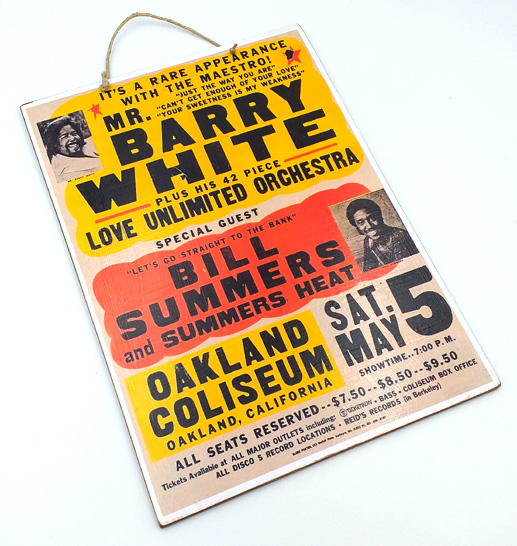 IT'S A RARE APPEARANCE
WITH THE MAESTRO!
MR.
"JUST THE WAY YOU ARE"
"CAN'T GET ENOUGH OF YOUR LOVE"
"YOUR SWEETNESS IS MY WEAKNESS"
BARRY
WHITE
PLUS HIS 42 PIECE
LOVE UNLIMITED ORCHESTRA
SPECIAL GUEST
"LET'S GO STRAIGHT TO THE BANK"
BILL
SUMMERS
and SUMMERS HEAT
OAKLAND
COLISEUM
OAKLAND, CALIFORNIA
SAT.
MAY 5
SHOWTIME..7:00 P.M.
ALL SEATS RESERVED--$7.50--$8.50--$9.50
Tickets Available at ALL MAJOR OUTLETS including: BASS - COLISEUM BOX OFFICE
ALL DISCO 5 RECORD LOCATIONS - REID'S RECORDS (in Berkeley)